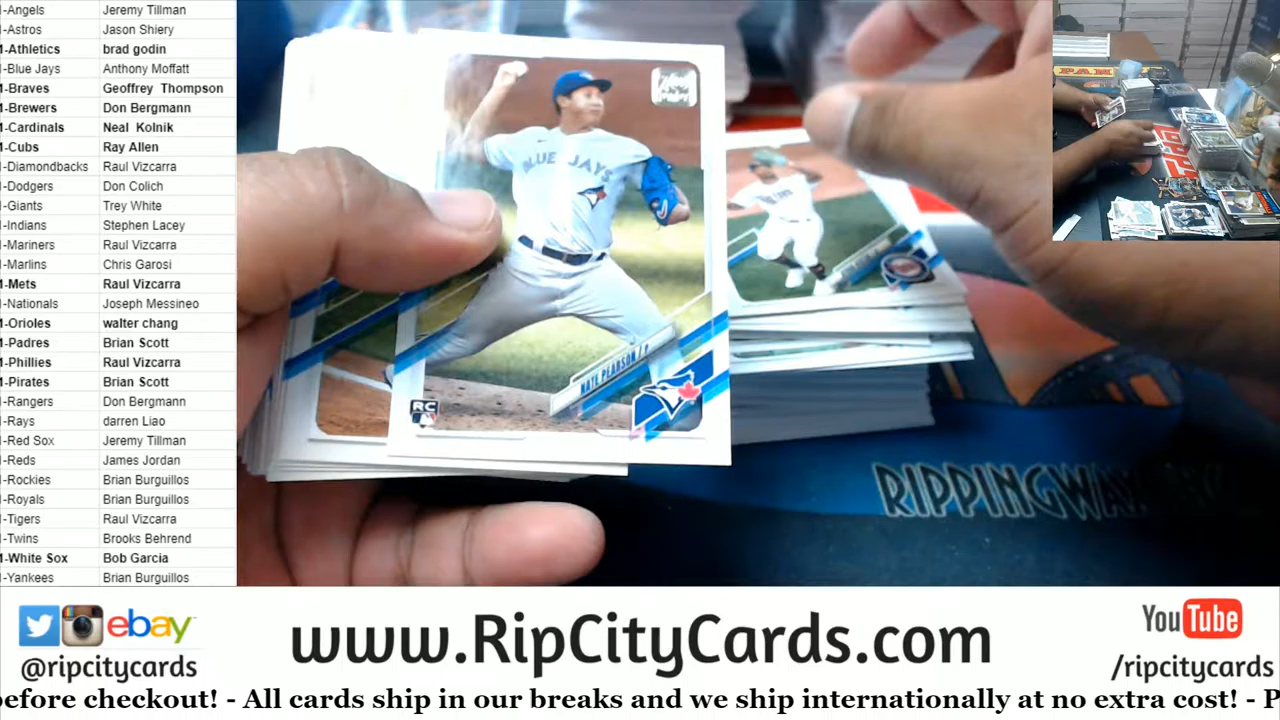 I-Angels Jeremy Tillman
I-Astros Jason Shiery
I-Athletics brad godin
I-Blue Jays Anthony Moffatt
I-Braves Geoffrey Thompson
I-Brewers Don Bergmann
I-Cardinals Neal Kolnik
I-Cubs Ray Allen
I-Diamondbacks Raul Vizcarra
I-Dodgers Don Colich
I-Giants Trey White
I-Indians Stephen Lacey
I-Mariners Raul Vizcarra
I-Marlins Chris Garosi
I-Mets Raul Vizcarra
I-Nationals Joseph Messineo
I-Orioles walter chang
I-Padres Brian Scott
I-Phillies Raul Vizcarra
I-Pirates Brian Scott
I-Rangers Don Bergmann
I-Rays darren Liao
I-Red Sox Jeremy Tillman
I-Reds James Jordan
I-Rockies Brian Burguillos
I-Royals Brian Burguillos
I-Tigers Raul Vizcarra
I-Twins Brooks Behrend
I-White Sox Bob Garcia
I-Yankees Brian Burguillos
BLUE JAYS
NATE PEARSON / P
RC
RIPPINGWAX
PAN
TOPPS
ebay
@ripcitycards
www.RipCityCards.com
YouTube
/ripcitycards
before checkout! - All cards ship in our breaks and we ship internationally at no extra cost! - P